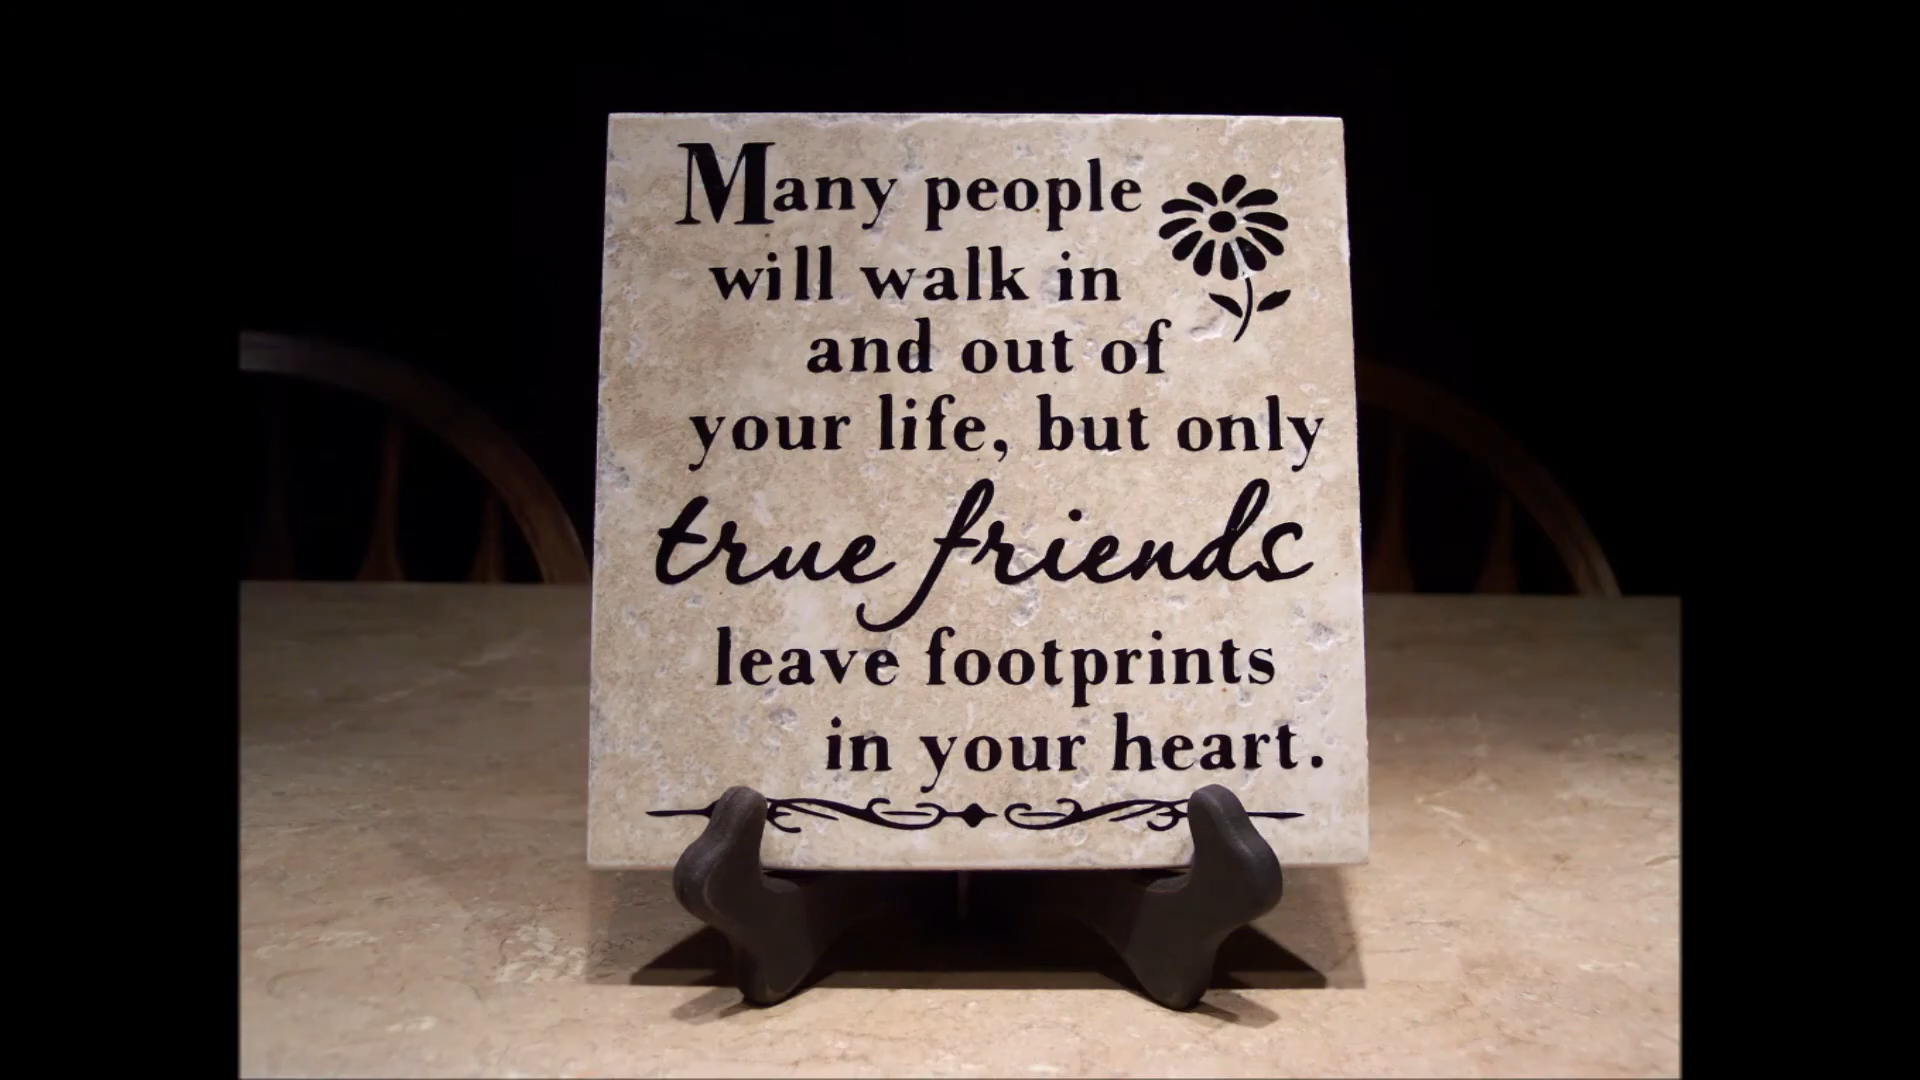 Many people
will walk in
and out of
your life, but only
true friends
leave footprints
in your heart.